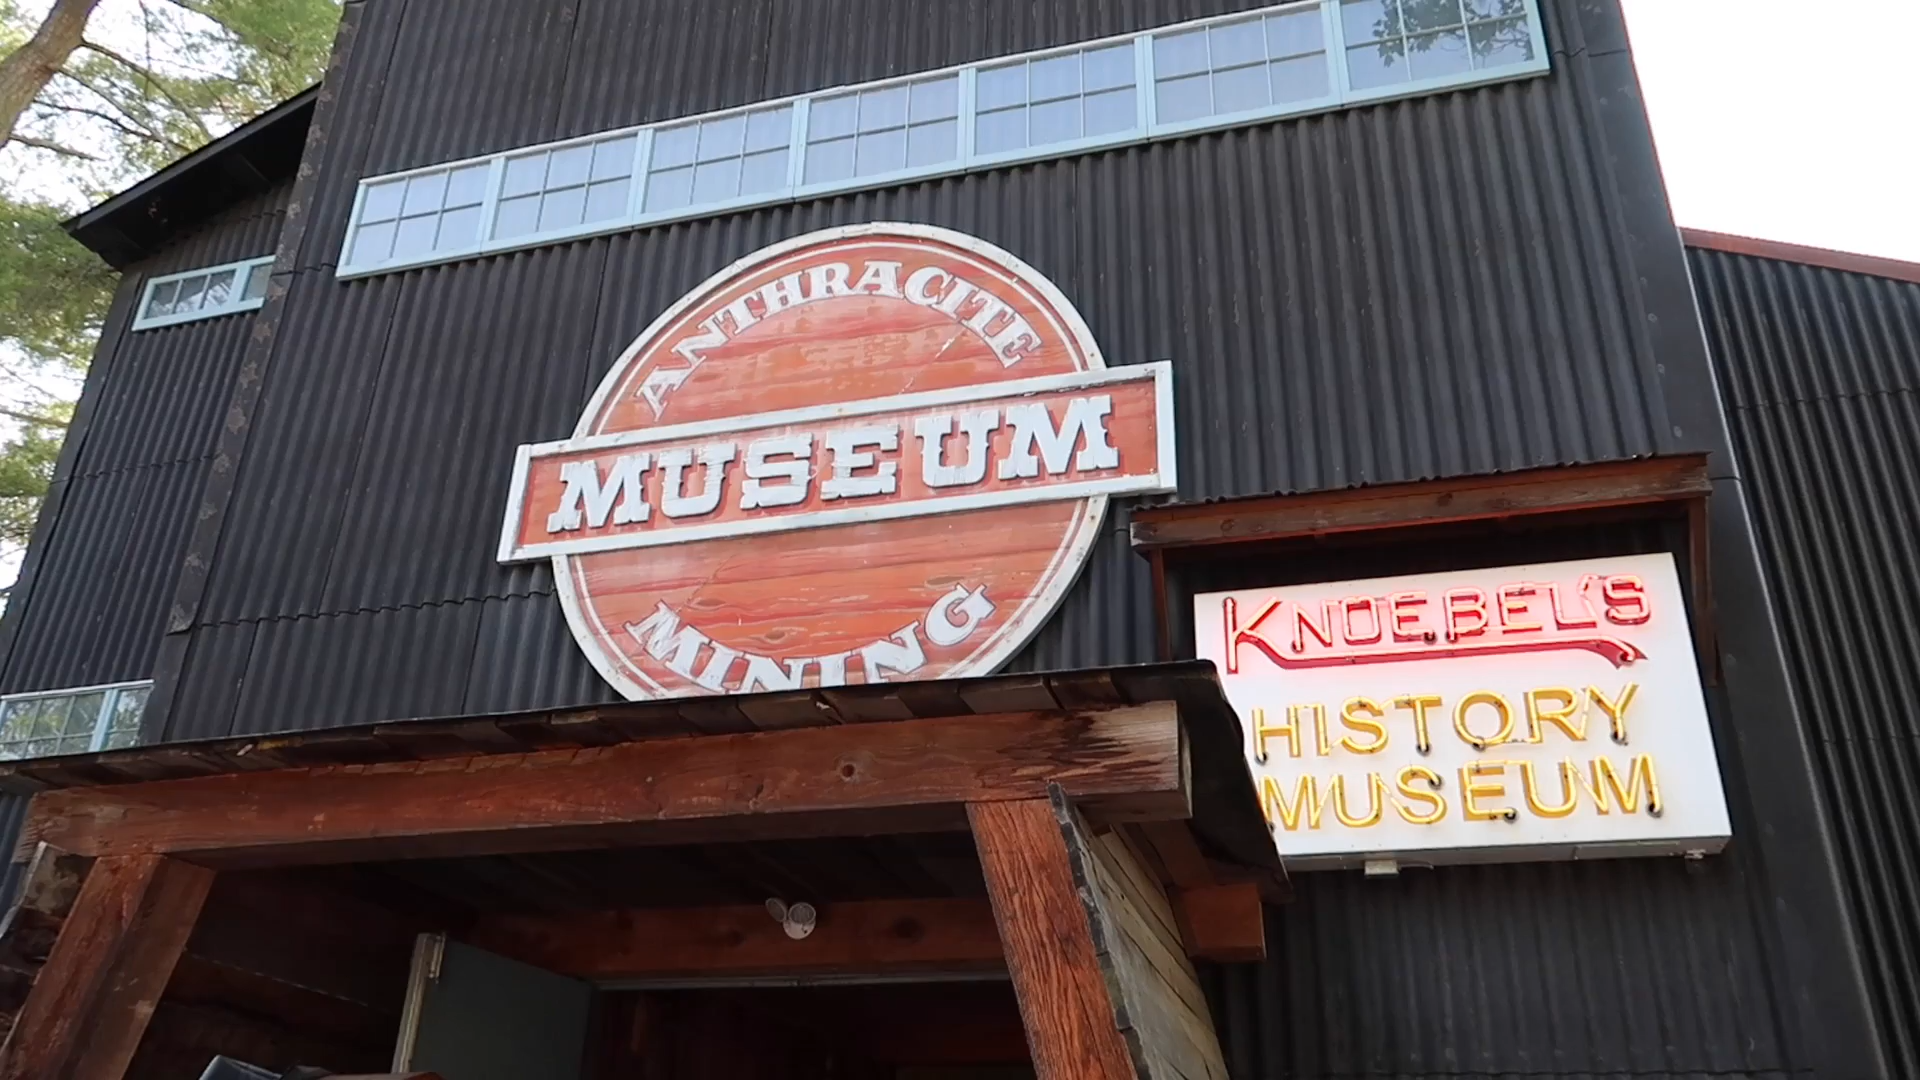 ANTHRACITE
MUSEUM
MINING
KNOEBEL'S
HISTORY
MUSEUM